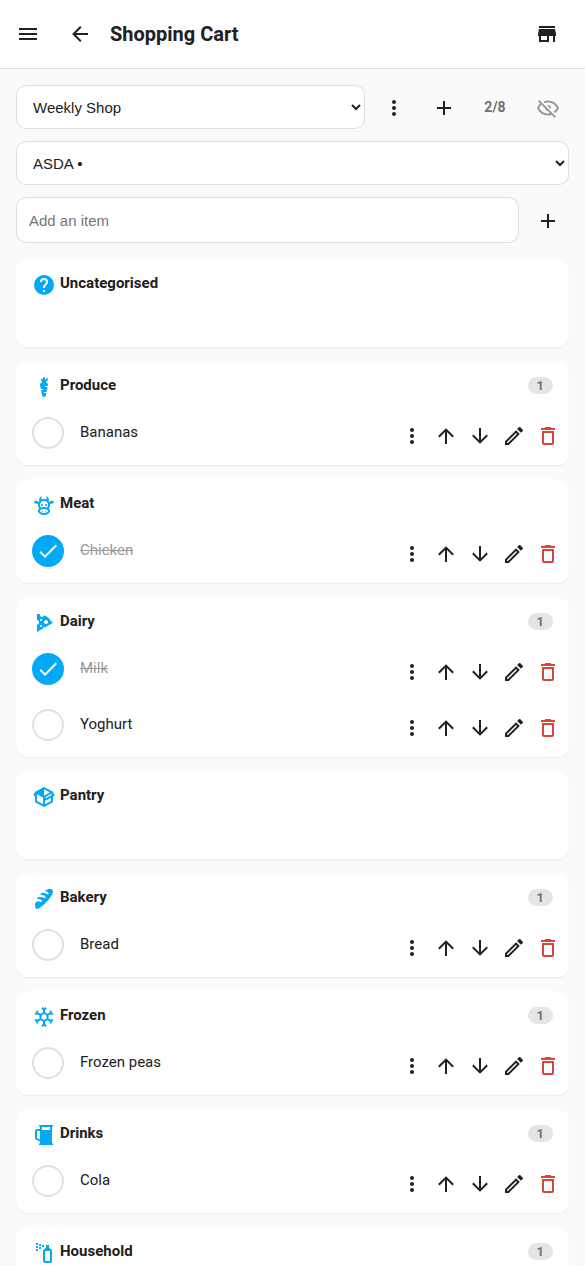 Shopping Cart
Weekly Shop
2/8
ASDA •
Add an item
Uncategorised
Produce
1
Bananas
Meat
Chicken
Dairy
1
Milk
Yoghurt
Pantry
Bakery
1
Bread
Frozen
1
Frozen peas
Drinks
1
Cola
Household
1